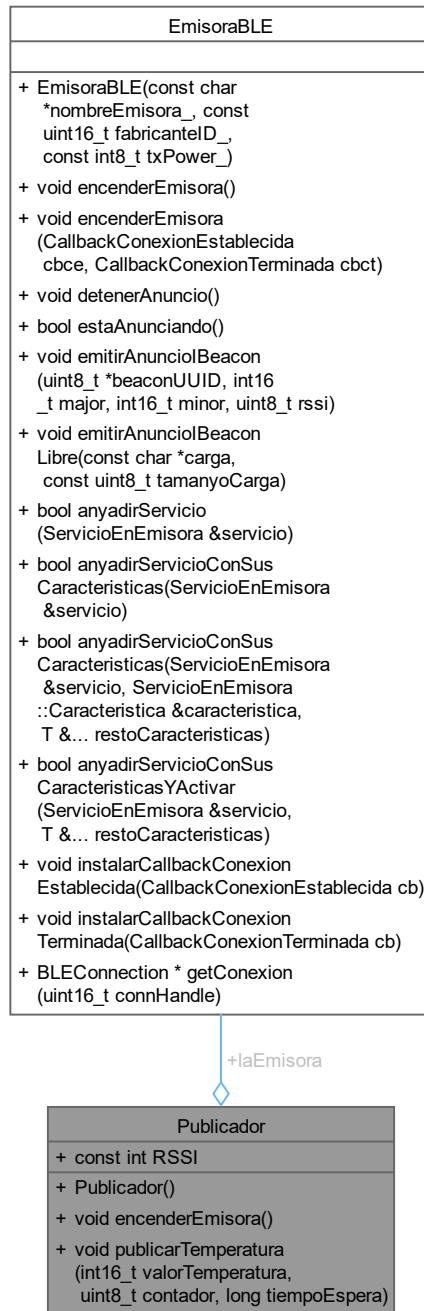 EmisoraBLE
+ EmisoraBLE(const char
*nombreEmisora_, const
uint16_t fabricanteID_,
const int8_t txPower_)
+ void encenderEmisora()
+ void encenderEmisora
(CallbackConexionEstablecida
cbce, CallbackConexionTerminada cbct)
+ void detenerAnuncio()
+ bool estaAnunciando()
+ void emitirAnuncioIBeacon
(uint8_t *beaconUUID, int16
_t major, int16_t minor, uint8_t rssi)
+ void emitirAnuncioIBeacon
Libre(const char *carga,
const uint8_t tamanyoCarga)
+ bool anyadirServicio
(ServicioEnEmisora &servicio)
+ bool anyadirServicioConSus
Caracteristicas(ServicioEnEmisora
&servicio)
+ bool anyadirServicioConSus
Caracteristicas(ServicioEnEmisora
&servicio, ServicioEnEmisora
::Caracteristica &caracteristica,
T &... restoCaracteristicas)
+ bool anyadirServicioConSus
CaracteristicasYActivar
(ServicioEnEmisora &servicio,
T &... restoCaracteristicas)
+ void instalarCallbackConexion
Establecida(CallbackConexionEstablecida cb)
+ void instalarCallbackConexion
Terminada(CallbackConexionTerminada cb)
+ BLEConnection * getConexion
(uint16_t connHandle)
+laEmisora
Publicador
+ const int RSSI
+ Publicador()
+ void encenderEmisora()
+ void publicarTemperatura
(int16_t valorTemperatura,
uint8_t contador, long tiempoEspera)